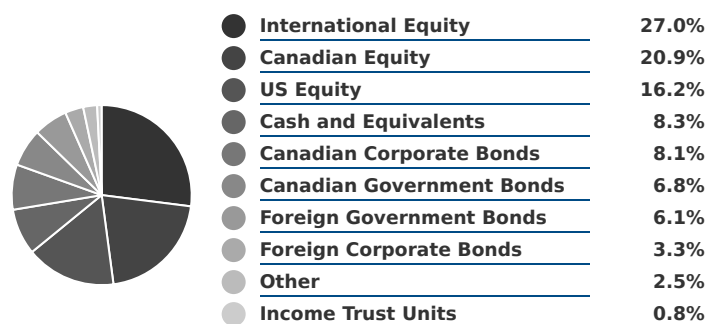 International Equity 27.0%
Canadian Equity 20.9%
US Equity 16.2%
Cash and Equivalents 8.3%
Canadian Corporate Bonds 8.1%
Canadian Government Bonds 6.8%
Foreign Government Bonds 6.1%
Foreign Corporate Bonds 3.3%
Other 2.5%
Income Trust Units 0.8%